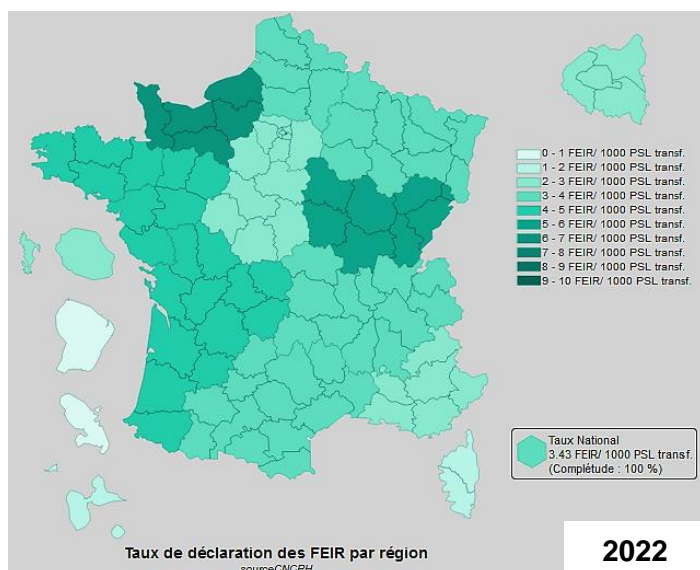 0 - 1 FEIR/ 1000 PSL transf.
1 - 2 FEIR/ 1000 PSL transf.
2 - 3 FEIR/ 1000 PSL transf.
3 - 4 FEIR/ 1000 PSL transf.
4 - 5 FEIR/ 1000 PSL transf.
5 - 6 FEIR/ 1000 PSL transf.
6 - 7 FEIR/ 1000 PSL transf.
7 - 8 FEIR/ 1000 PSL transf.
8 - 9 FEIR/ 1000 PSL transf.
9 - 10 FEIR/ 1000 PSL transf.
Taux National
3.43 FEIR/ 1000 PSL transf.
(Complétude : 100 %)
Taux de déclaration des FEIR par région
sourceCNCRH
2022